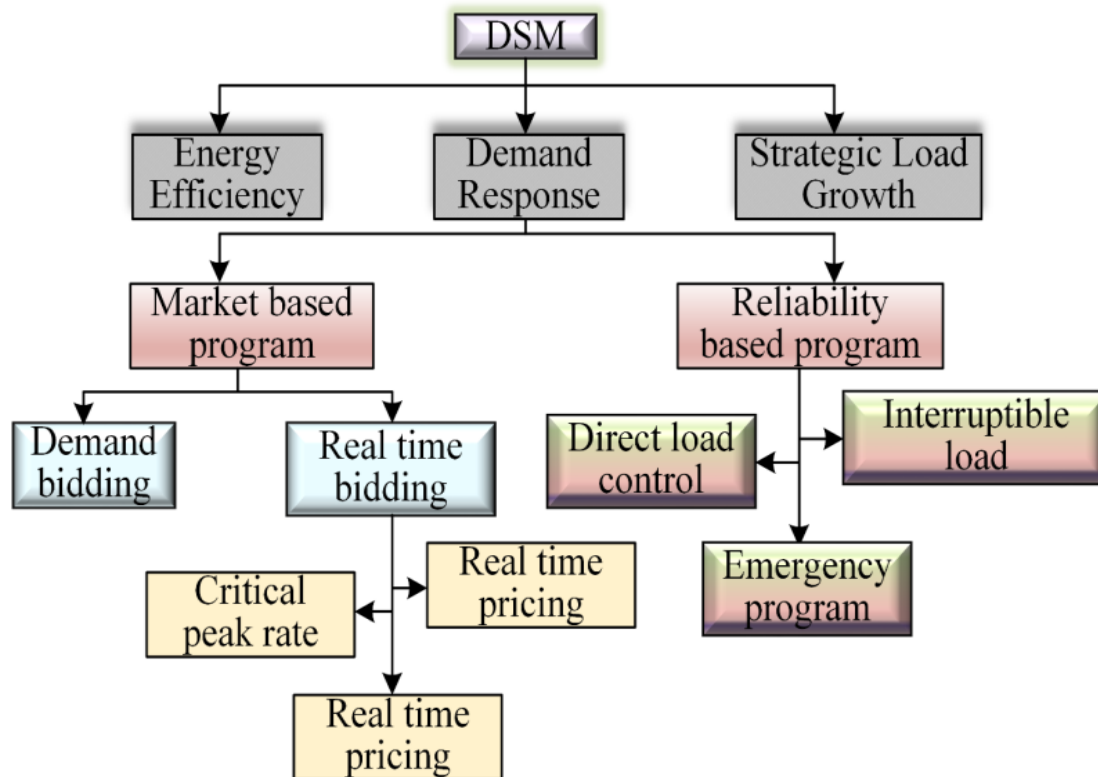 DSM
Energy
Efficiency
Demand
Response
Strategic Load
Growth
Market based
program
Reliability
based program
Demand
bidding
Real time
bidding
Direct load
control
Interruptible
load
Critical
peak rate
Real time
pricing
Emergency
program
Real time
pricing